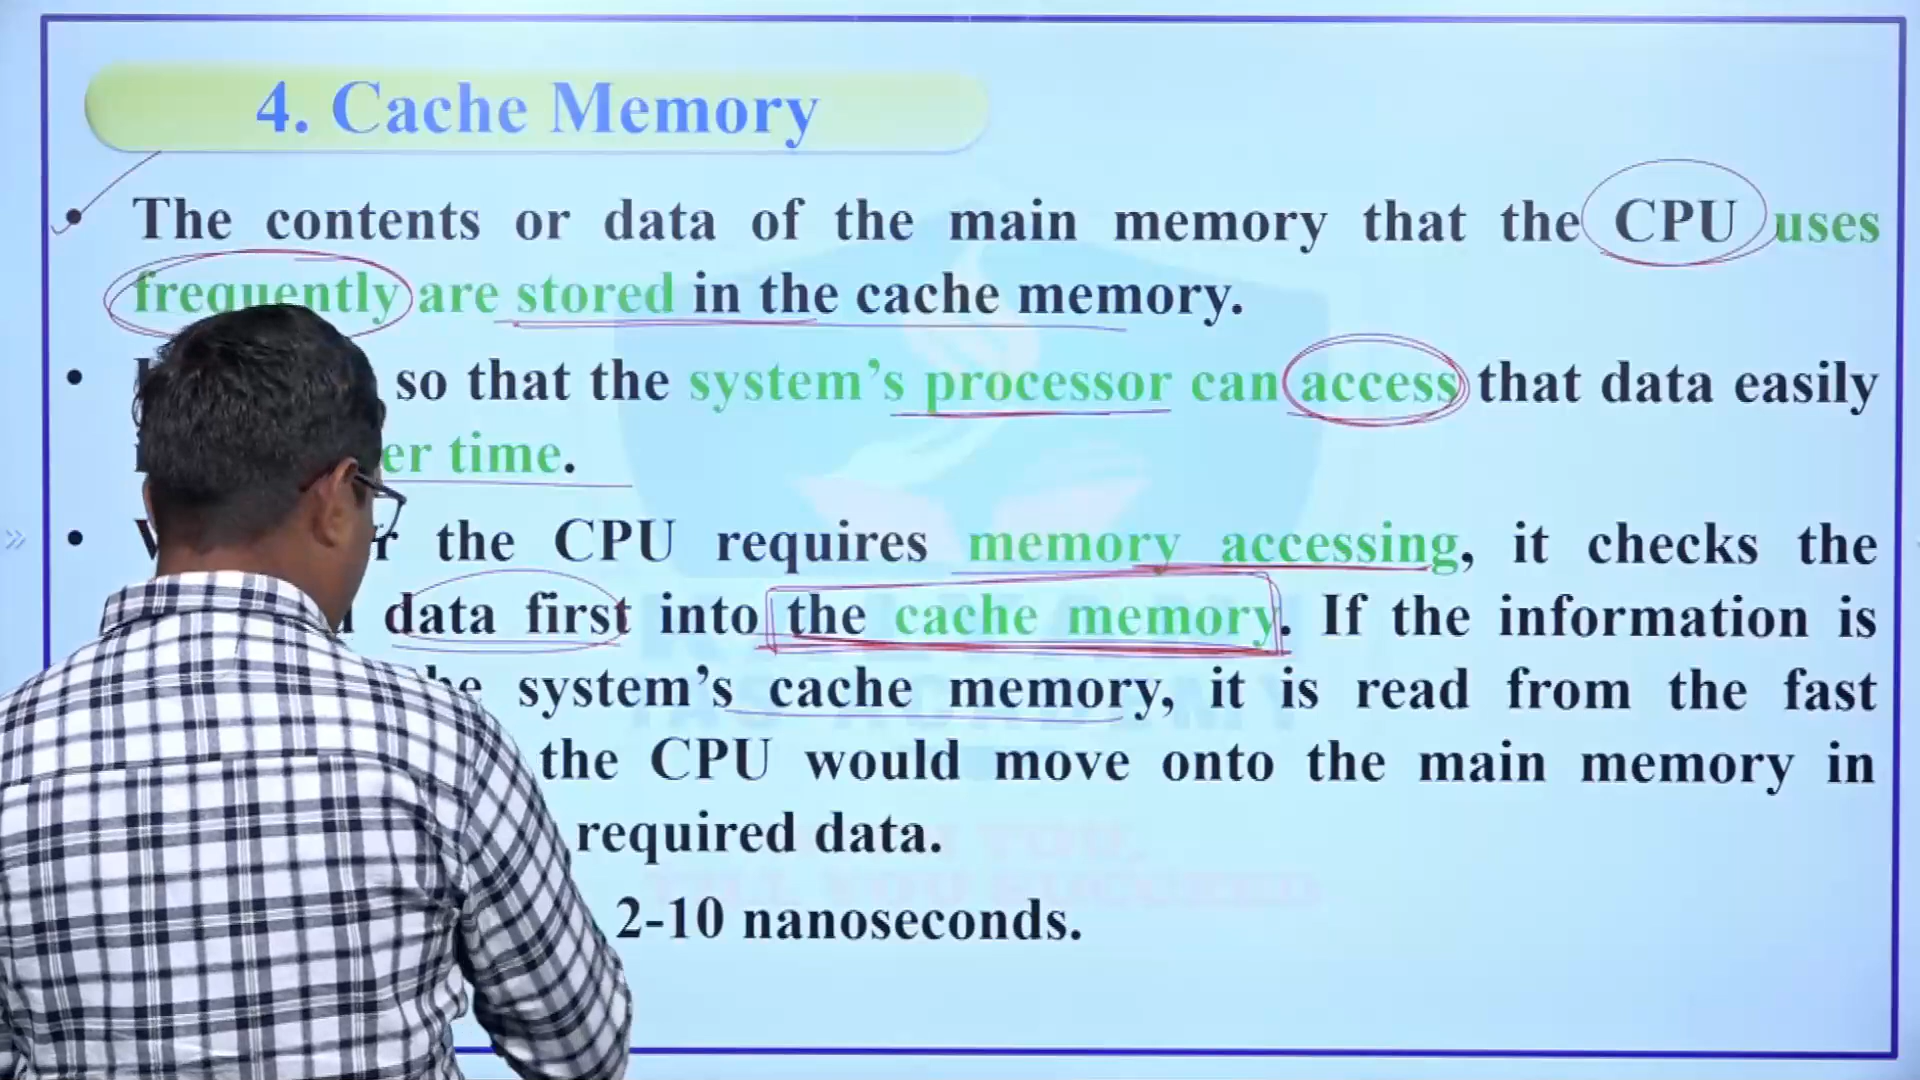 4. Cache Memory
• The contents or data of the main memory that the CPU uses
frequently are stored in the cache memory.
• so that the system’s processor can access that data easily
er time.
• the CPU requires memory accessing, it checks the
data first into the cache memory. If the information is
system’s cache memory, it is read from the fast
the CPU would move onto the main memory in
required data.
2-10 nanoseconds.